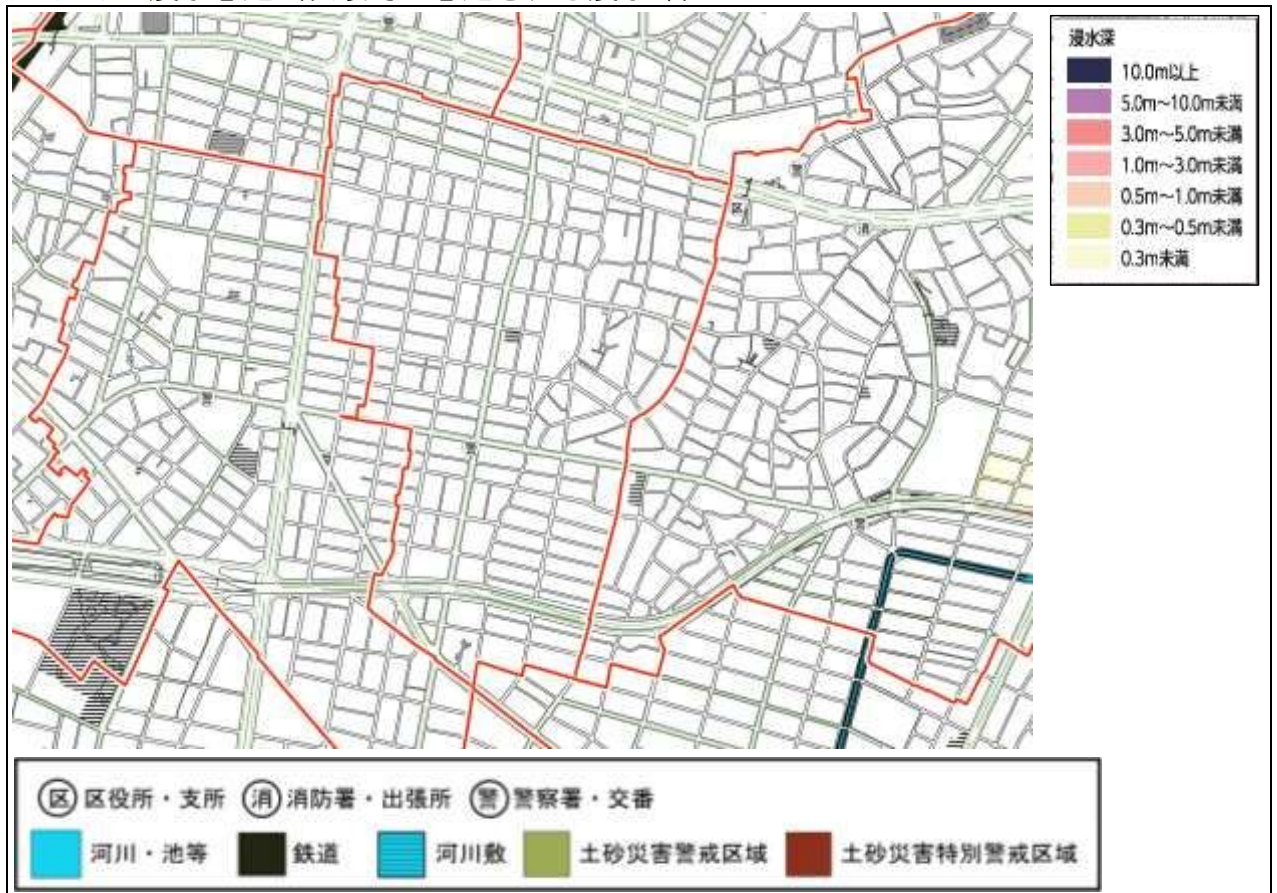 浸水深
10.0m以上
5.0m～10.0m未満
3.0m～5.0m未満
1.0m～3.0m未満
0.5m～1.0m未満
0.3m～0.5m未満
0.3m未満
区
消
区 区役所・支所 消 消防署・出張所 警 警察署・交番
河川・池等 鉄道 河川敷 土砂災害警戒区域 土砂災害特別警戒区域